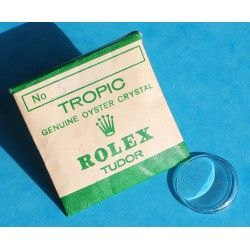 No
TROPIC
GENUINE OYSTER CRYSTAL
ROLEX
TUDOR